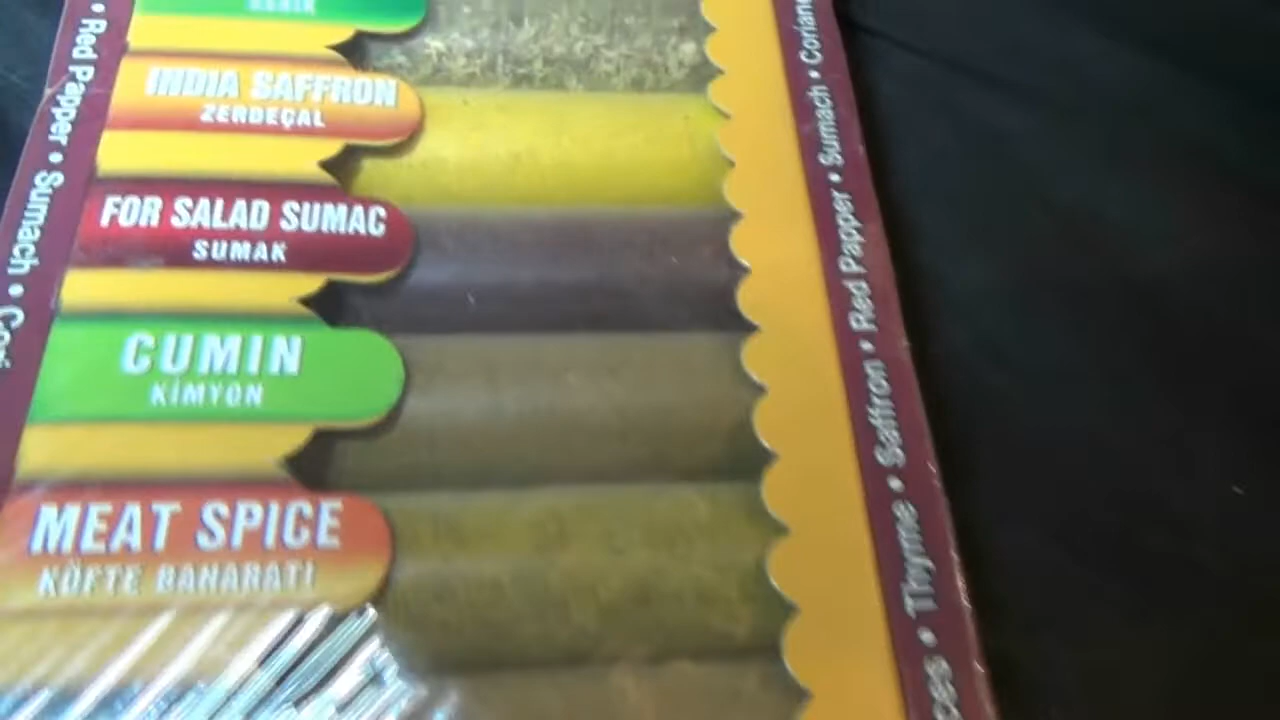 INDIA SAFFRON
ZERDEÇAL
FOR SALAD SUMAC
SUMAK
CUMIN
KİMYON
MEAT SPICE
KÖFTE BAHARATI
• Red Papper • Sumach •
• Thyme • Saffron • Red Papper • Sumach •